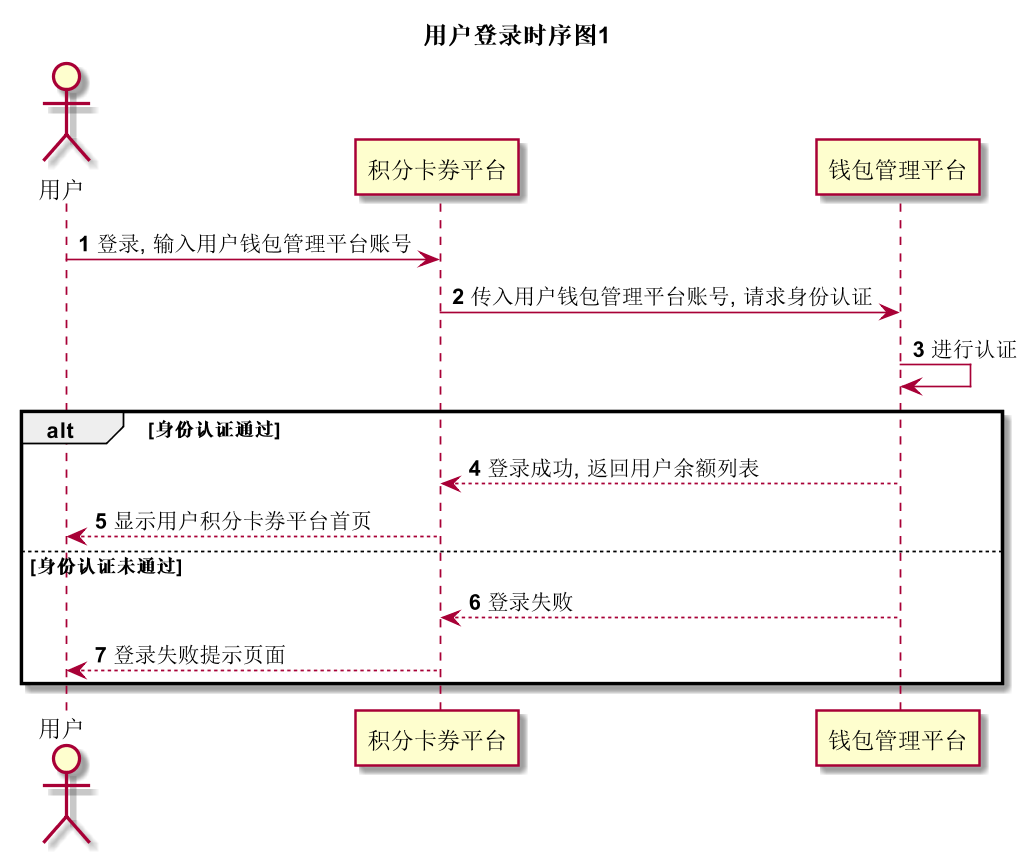 用户登录时序图1
用户
积分卡券平台
钱包管理平台
1 登录, 输入用户钱包管理平台账号
2 传入用户钱包管理平台账号, 请求身份认证
3 进行认证
alt [身份认证通过]
4 登录成功, 返回用户余额列表
5 显示用户积分卡券平台首页
[身份认证未通过]
6 登录失败
7 登录失败提示页面
用户
积分卡券平台
钱包管理平台